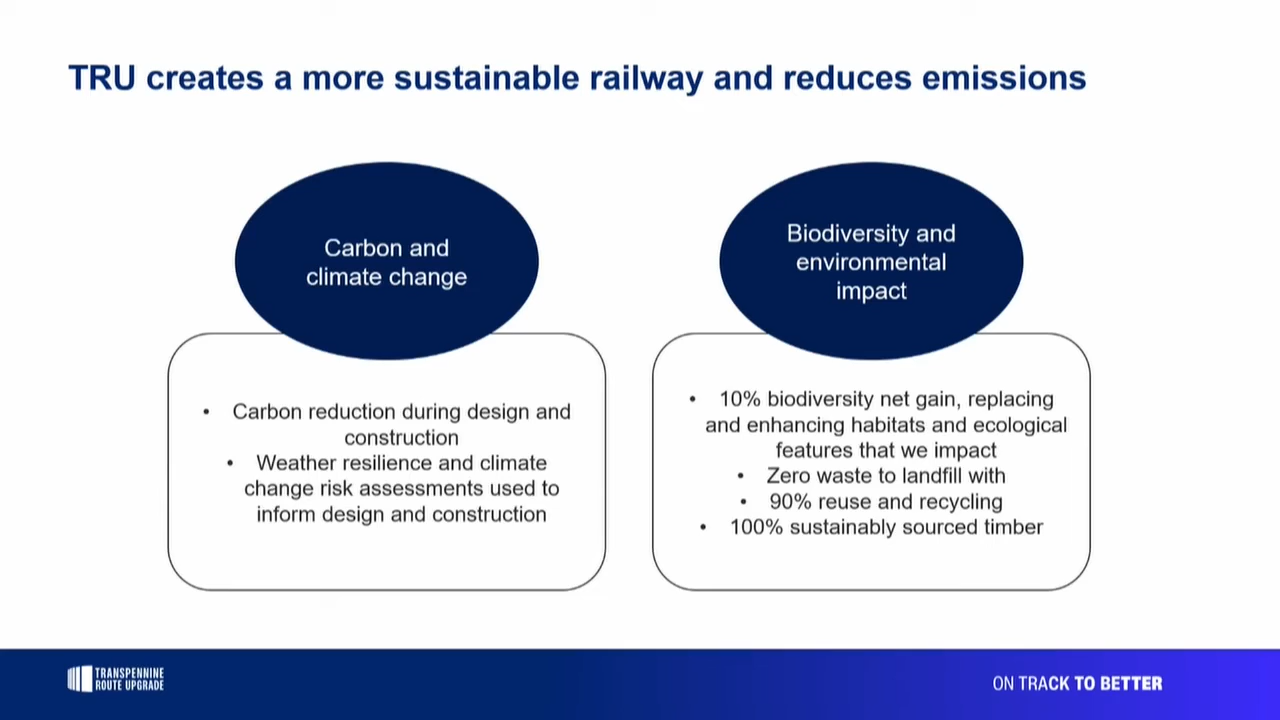 TRU creates a more sustainable railway and reduces emissions
Carbon and
climate change
• Carbon reduction during design and
construction
• Weather resilience and climate
change risk assessments used to
inform design and construction
Biodiversity and
environmental
impact
• 10% biodiversity net gain, replacing
and enhancing habitats and ecological
features that we impact
• Zero waste to landfill with
• 90% reuse and recycling
• 100% sustainably sourced timber
TRANSPENNINE
ROUTE UPGRADE
ON TRACK TO BETTER